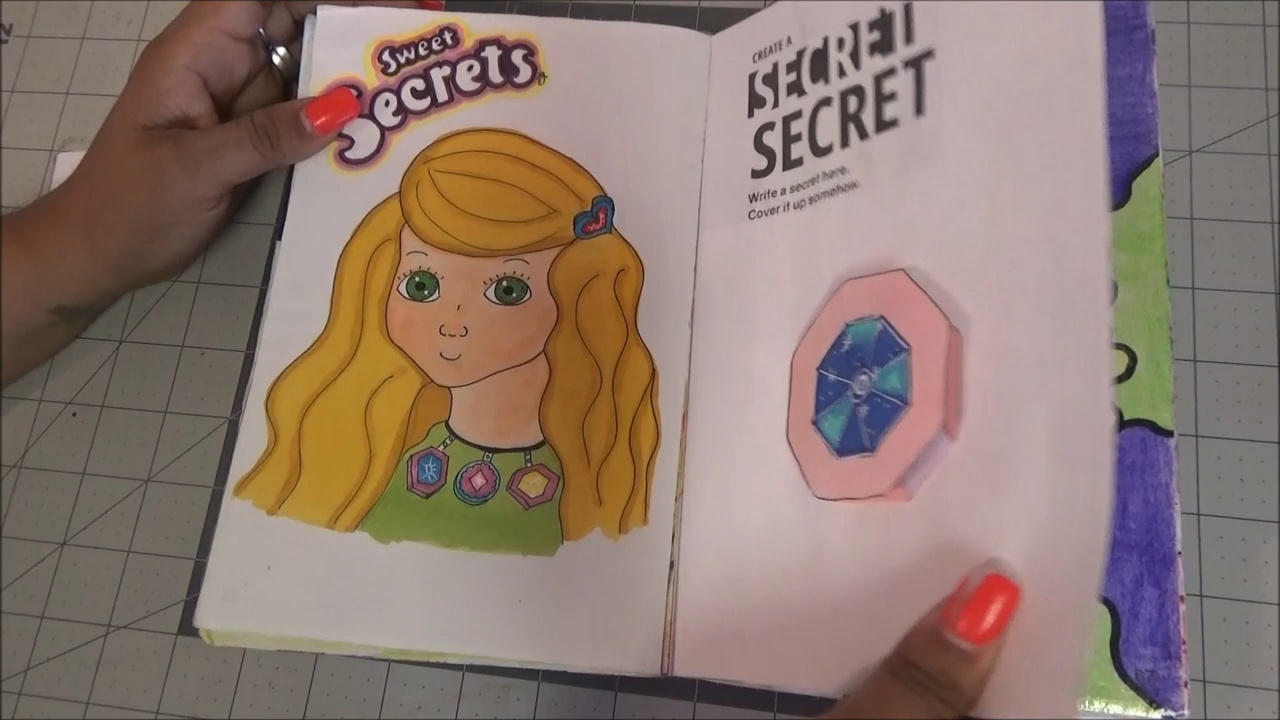 Sweet
Secrets
CREATE A
SECRET
SECRET
Write a secret here.
Cover it up somehow.